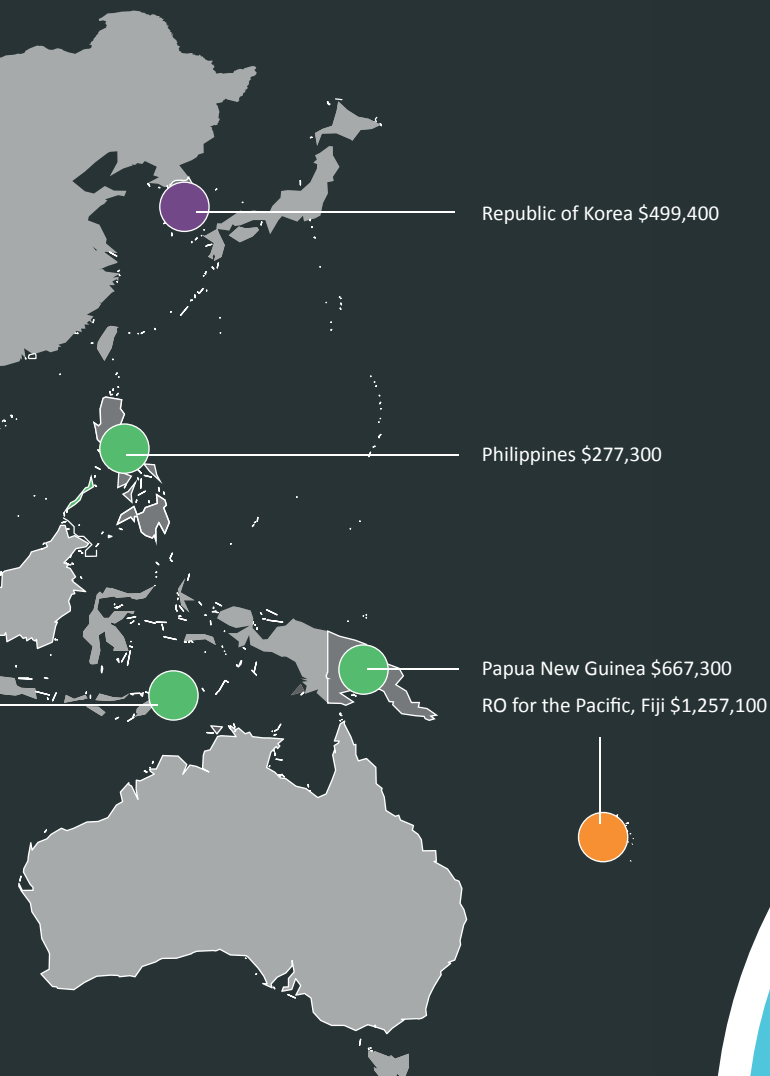 Republic of Korea $499,400
Philippines $277,300
Papua New Guinea $667,300
RO for the Pacific, Fiji $1,257,100